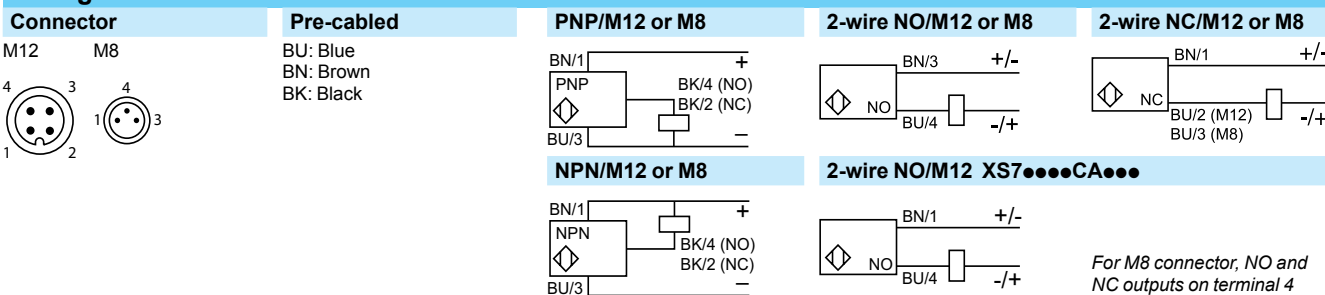 Connector
M12 M8
4 3
1 2
4
1 3
Pre-cabled
BU: Blue
BN: Brown
BK: Black
PNP/M12 or M8
BN/1 +
PNP
BK/4 (NO)
BK/2 (NC)
BU/3 –
NPN/M12 or M8
BN/1 +
NPN
BK/4 (NO)
BK/2 (NC)
BU/3 –
2-wire NO/M12 or M8
BN/3 +/-
NO
BU/4 -/+
2-wire NO/M12 XS7●●●●CA●●●
BN/1 +/-
NO
BU/4 -/+
2-wire NC/M12 or M8
BN/1 +/-
NC
BU/2 (M12) -/+
BU/3 (M8)
For M8 connector, NO and
NC outputs on terminal 4